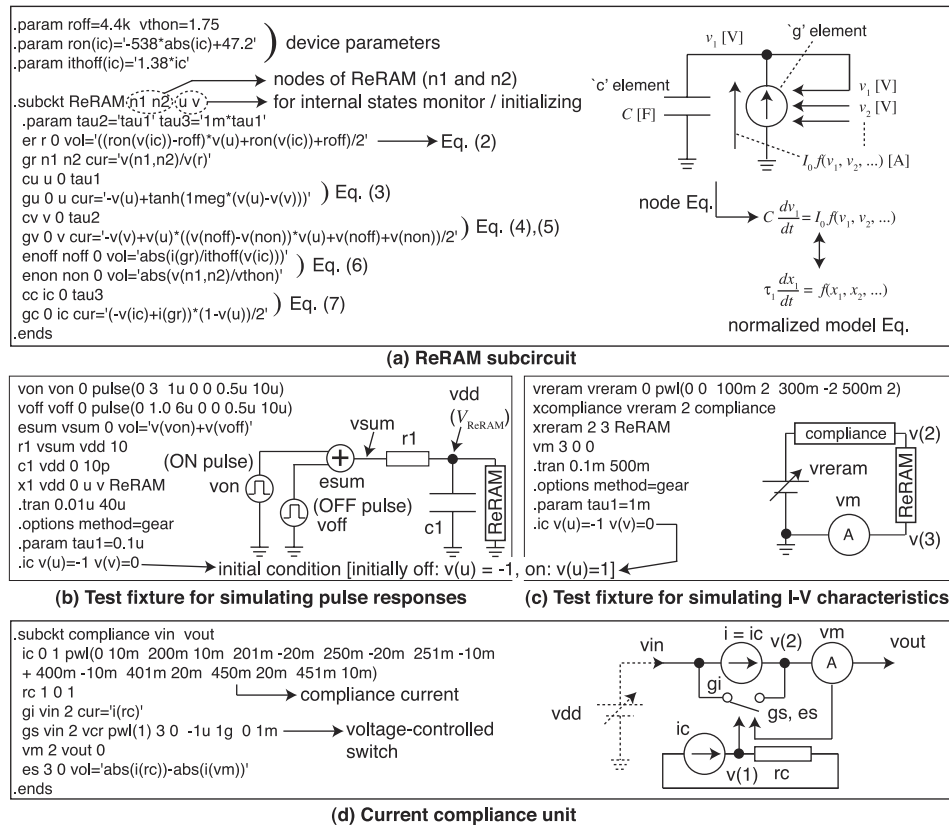 .param roff=4.4k vthon=1.75
.param ron(ic)='-538*abs(ic)+47.2'
.param ithoff(ic)='1.38*ic'
device parameters
nodes of ReRAM (n1 and n2)
.subckt ReRAM n1 n2 u v
for internal states monitor / initializing
.param tau2='tau1' tau3='1m*tau1'
er r 0 vol='((ron(v(ic))-roff)*v(u)+ron(v(ic))+roff)/2'
Eq. (2)
gr n1 n2 cur='v(n1,n2)/v(r)'
cu u 0 tau1
gu 0 u cur='-v(u)+tanh(1meg*(v(u)-v(v)))'
Eq. (3)
cv v 0 tau2
gv 0 v cur='-v(v)+v(u)*((v(noff)-v(non))*v(u)+v(noff)+v(non))/2'
Eq. (4),(5)
enoff noff 0 vol='abs(i(gr)/ithoff(v(ic)))'
enon non 0 vol='abs(v(n1,n2)/vthon)'
Eq. (6)
cc ic 0 tau3
gc 0 ic cur='(-v(ic)+i(gr))*(1-v(u))/2'
Eq. (7)
.ends
`g' element
v1 [V]
`c' element
C [F]
v1 [V]
v2 [V]
I0 f(v1, v2, ...) [A]
node Eq.
C dv1/dt = I0 f(v1, v2, ...)
τ1 dx1/dt = f(x1, x2, ...)
normalized model Eq.
(a) ReRAM subcircuit
von von 0 pulse(0 3 1u 0 0 0.5u 10u)
voff voff 0 pulse(0 1.0 6u 0 0 0.5u 10u)
esum vsum 0 vol='v(von)+v(voff)'
r1 vsum vdd 10
c1 vdd 0 10p
x1 vdd 0 u v ReRAM
.tran 0.01u 40u
.options method=gear
.param tau1=0.1u
.ic v(u)=-1 v(v)=0
vdd
(VReRAM)
vsum
r1
(ON pulse)
von
esum
(OFF pulse)
voff
c1
ReRAM
initial condition [initially off: v(u) = -1, on: v(u)=1]
(b) Test fixture for simulating pulse responses
vreram vreram 0 pwl(0 0 100m 2 300m -2 500m 2)
xcompliance vreram 2 compliance
xreram 2 3 ReRAM
vm 3 0 0
.tran 0.1m 500m
.options method=gear
.param tau1=1m
.ic v(u)=-1 v(v)=0
compliance
v(2)
vreram
ReRAM
vm
A
v(3)
(c) Test fixture for simulating I-V characteristics
.subckt compliance vin vout
ic 0 1 pwl(0 10m 200m 10m 201m -20m 250m -20m 251m -10m
+ 400m -10m 401m 20m 450m 20m 451m 10m)
compliance current
rc 1 0 1
gi vin 2 cur='i(rc)'
gs vin 2 vcr pwl(1) 3 0 -1u 1g 0 1m
voltage-controlled
switch
vm 2 vout 0
es 3 0 vol='abs(i(rc))-abs(i(vm))'
.ends
i = ic
v(2)
vm
vin
A
vout
gi
gs, es
vdd
ic
v(1)
rc
(d) Current compliance unit